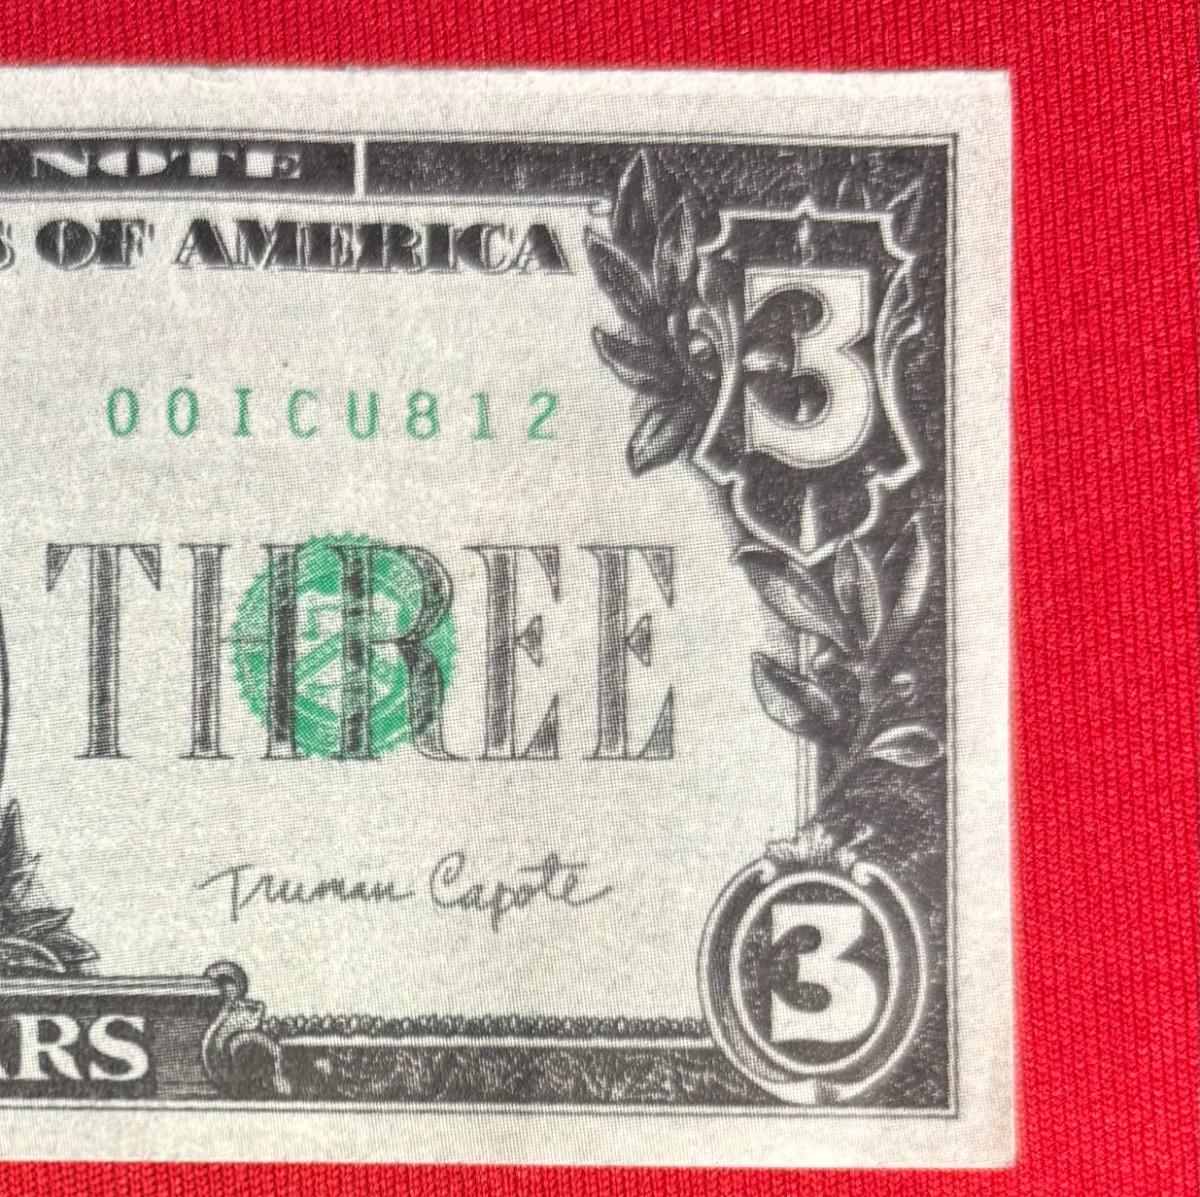 NOTE
S OF AMERICA
3
00ICU812
THREE
Truman Capote
3
ARS